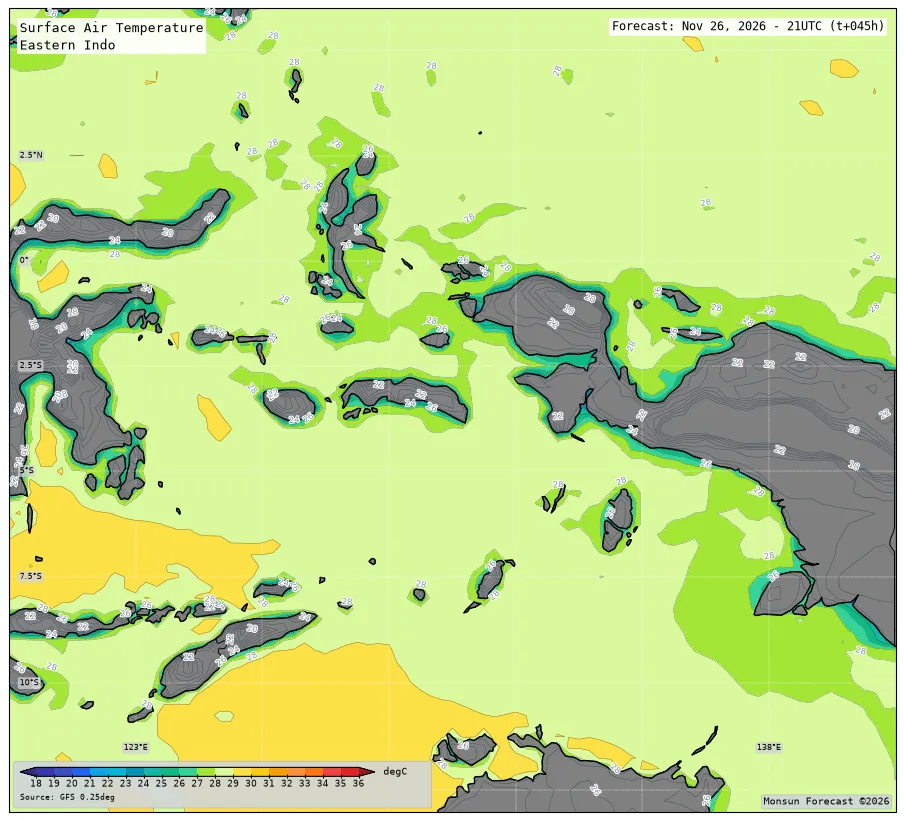 Surface Air Temperature
Eastern Indo
Forecast: Nov 26, 2026 - 21UTC (t+045h)
2.5°N
0°
2.5°S
5°S
7.5°S
10°S
123°E
138°E
18 19 20 21 22 23 24 25 26 27 28 29 30 31 32 33 34 35 36
degC
Source: GFS 0.25deg
Monsun Forecast ©2026